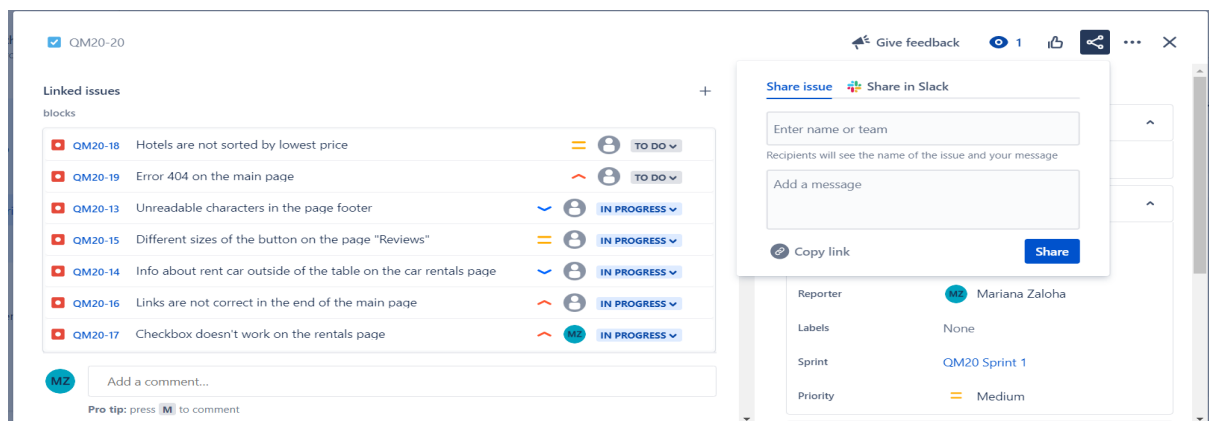 QM20-20
Give feedback
1
Linked issues
blocks
QM20-18 Hotels are not sorted by lowest price TO DO
QM20-19 Error 404 on the main page TO DO
QM20-13 Unreadable characters in the page footer IN PROGRESS
QM20-15 Different sizes of the button on the page "Reviews" IN PROGRESS
QM20-14 Info about rent car outside of the table on the car rentals page IN PROGRESS
QM20-16 Links are not correct in the end of the main page IN PROGRESS
QM20-17 Checkbox doesn't work on the rentals page MZ IN PROGRESS
MZ Add a comment...
Pro tip: press M to comment
Share issue Share in Slack
Enter name or team
Recipients will see the name of the issue and your message
Add a message
Copy link Share
Reporter MZ Mariana Zaloha
Labels None
Sprint QM20 Sprint 1
Priority Medium